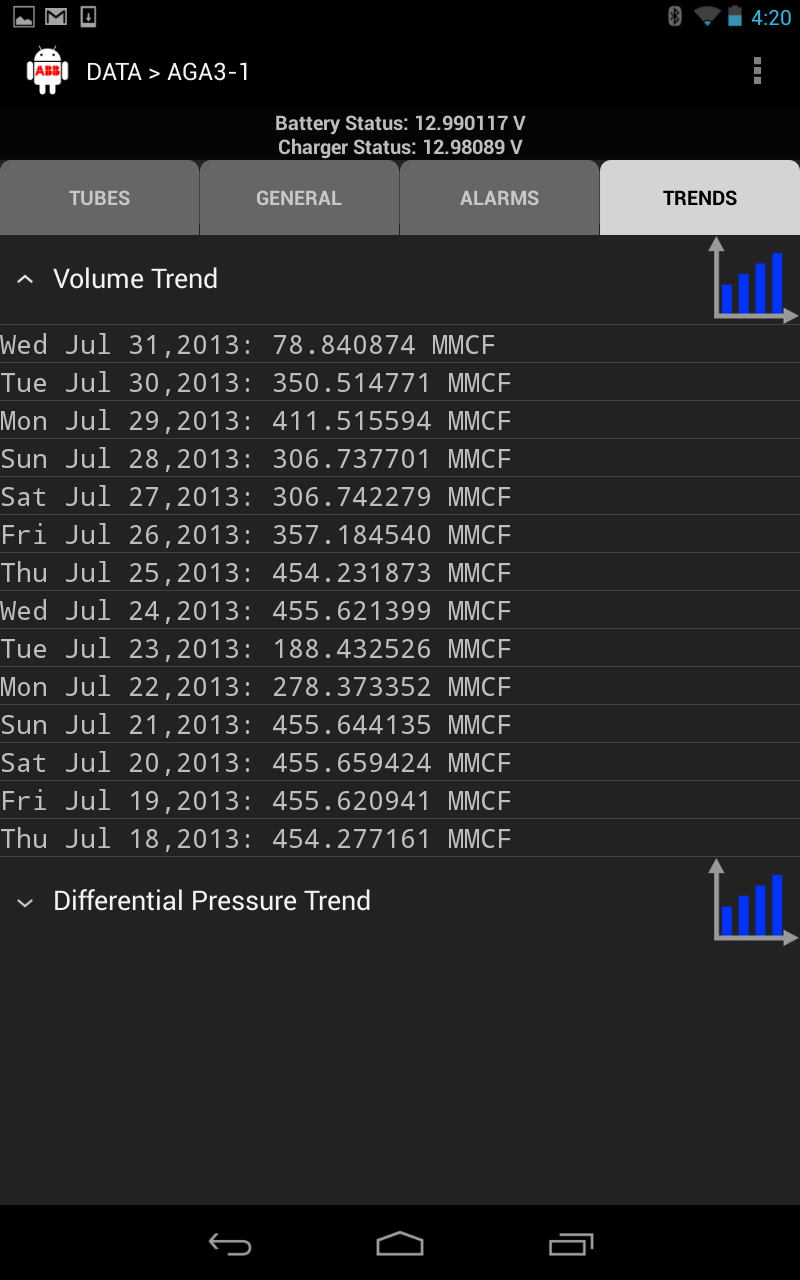 4:20
ABB
DATA > AGA3-1
Battery Status: 12.990117 V
Charger Status: 12.98089 V
TUBES GENERAL ALARMS TRENDS
Volume Trend
Wed Jul 31,2013: 78.840874 MMCF
Tue Jul 30,2013: 350.514771 MMCF
Mon Jul 29,2013: 411.515594 MMCF
Sun Jul 28,2013: 306.737701 MMCF
Sat Jul 27,2013: 306.742279 MMCF
Fri Jul 26,2013: 357.184540 MMCF
Thu Jul 25,2013: 454.231873 MMCF
Wed Jul 24,2013: 455.621399 MMCF
Tue Jul 23,2013: 188.432526 MMCF
Mon Jul 22,2013: 278.373352 MMCF
Sun Jul 21,2013: 455.644135 MMCF
Sat Jul 20,2013: 455.659424 MMCF
Fri Jul 19,2013: 455.620941 MMCF
Thu Jul 18,2013: 454.277161 MMCF
Differential Pressure Trend